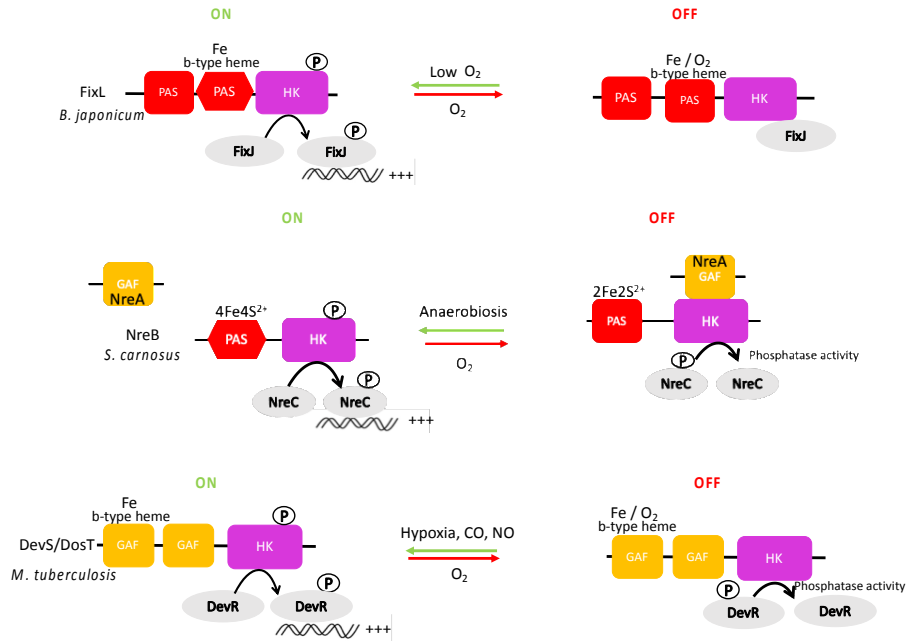 ON
OFF
Fe
b-type heme
P
FixL
PAS
PAS
HK
B. japonicum
Low O₂
O₂
Fe / O₂
b-type heme
PAS
PAS
HK
FixJ
P
FixJ
+++
FixJ
ON
OFF
GAF
NreA
4Fe4S²⁺
P
NreB
PAS
HK
S. carnosus
Anaerobiosis
O₂
NreA
GAF
2Fe2S²⁺
PAS
HK
P
Phosphatase activity
NreC
NreC
P
NreC
NreC
+++
ON
OFF
Fe
b-type heme
P
DevS/DosT
GAF
GAF
HK
M. tuberculosis
Hypoxia, CO, NO
O₂
Fe / O₂
b-type heme
GAF
GAF
HK
P
Phosphatase activity
DevR
DevR
P
DevR
DevR
+++